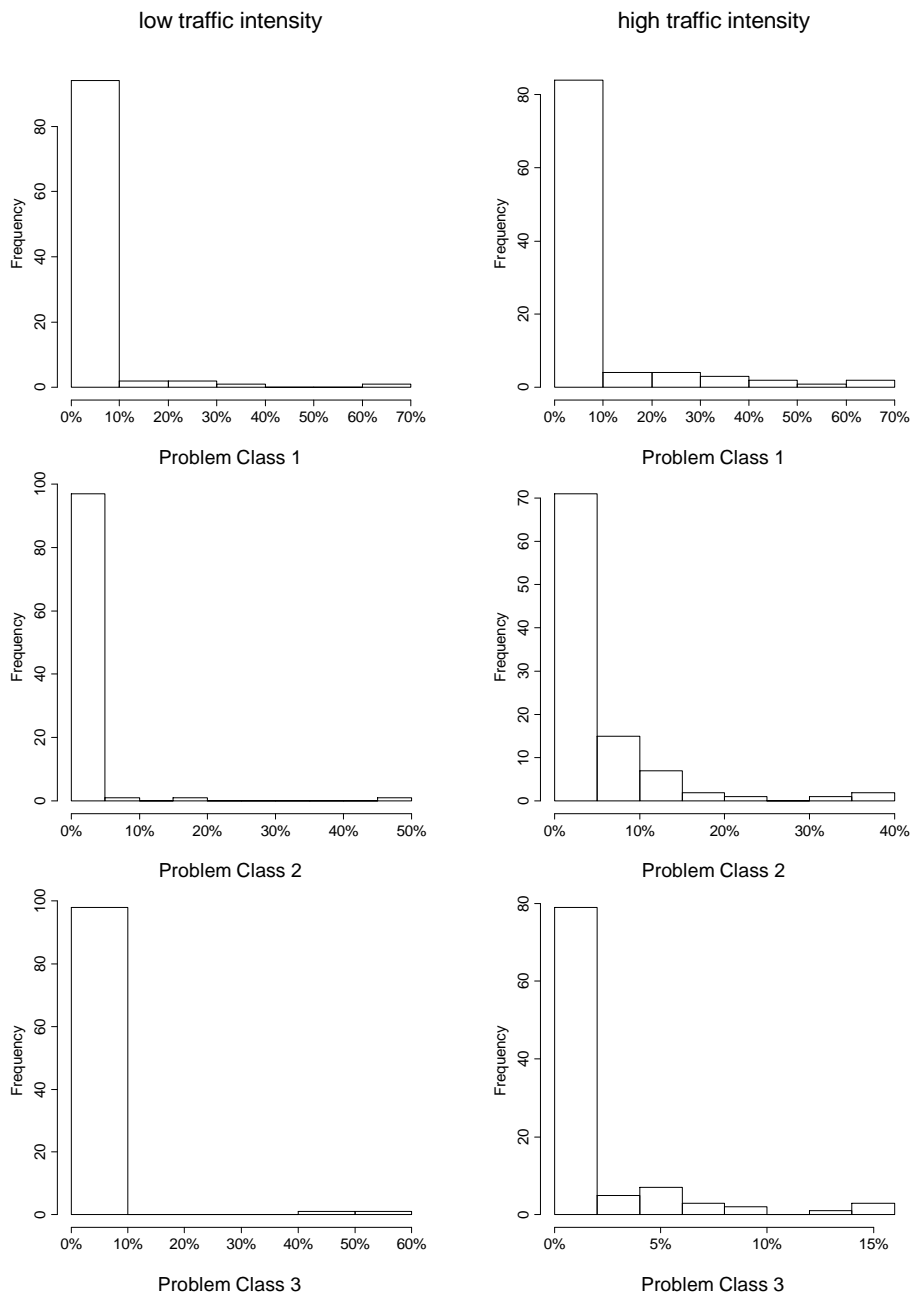 low traffic intensity
high traffic intensity
Frequency
0 20 40 60 80
0% 10% 20% 30% 40% 50% 60% 70%
Problem Class 1
Frequency
0 20 40 60 80
0% 10% 20% 30% 40% 50% 60% 70%
Problem Class 1
Frequency
0 20 40 60 80 100
0% 10% 20% 30% 40% 50%
Problem Class 2
Frequency
0 10 20 30 40 50 60 70
0% 10% 20% 30% 40%
Problem Class 2
Frequency
0 20 40 60 80 100
0% 10% 20% 30% 40% 50% 60%
Problem Class 3
Frequency
0 20 40 60 80
0% 5% 10% 15%
Problem Class 3